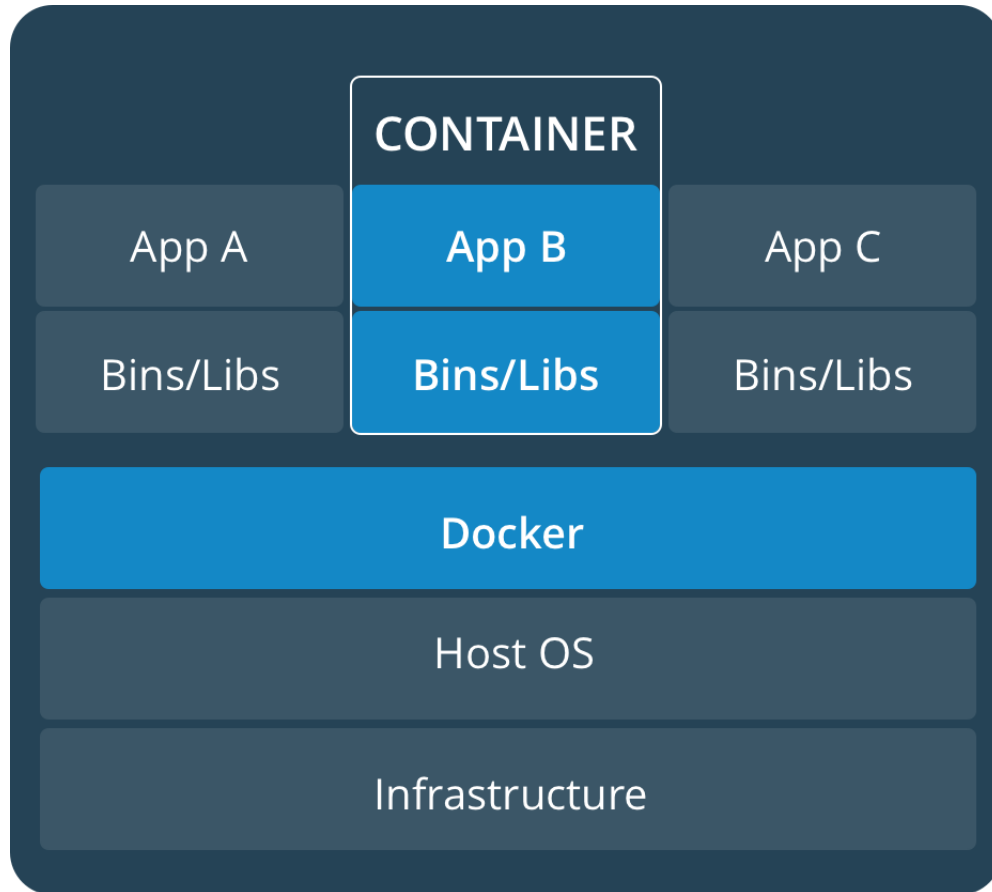 CONTAINER
App A
App B
App C
Bins/Libs
Bins/Libs
Bins/Libs
Docker
Host OS
Infrastructure